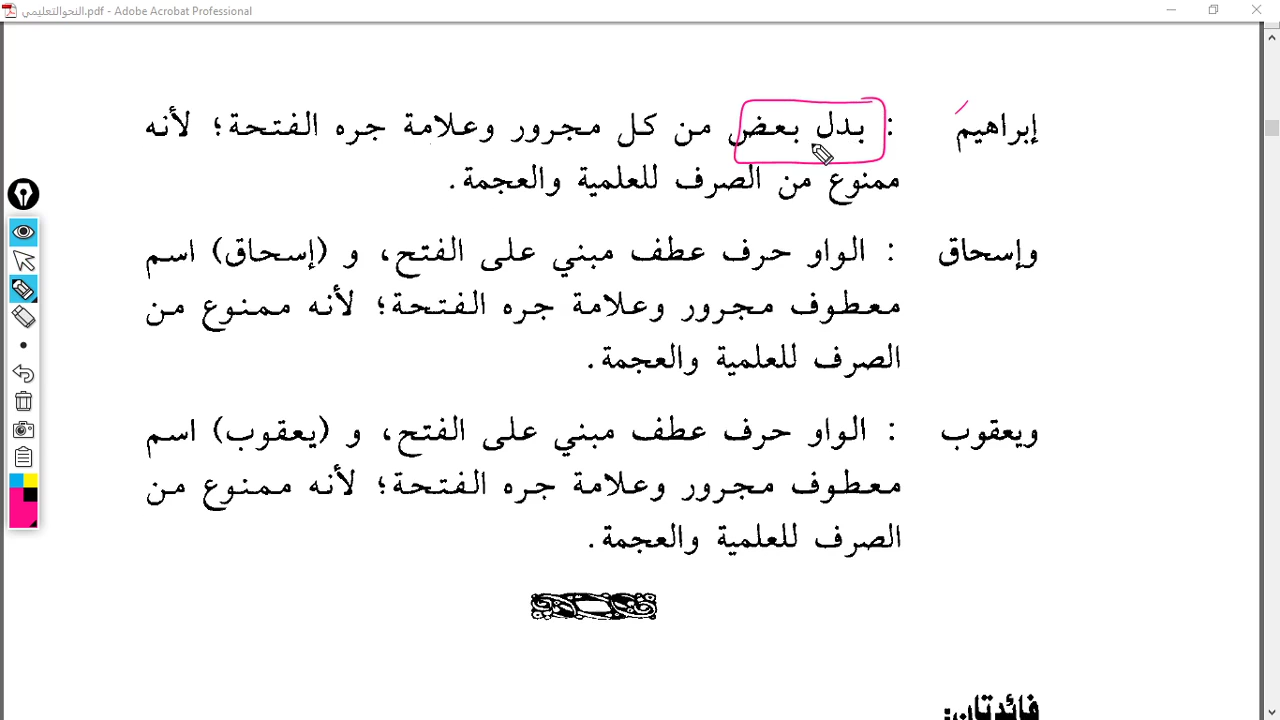 النحوالتعليمي.pdf - Adobe Acrobat Professional
إبراهيمَ : بدل بعض من كل مجرور وعلامة جره الفتحة؛ لأنه
ممنوع من الصرف للعلمية والعجمة.
وإسحاق : الواو حرف عطف مبني على الفتح، و (إسحاق) اسم
معطوف مجرور وعلامة جره الفتحة؛ لأنه ممنوع من
الصرف للعلمية والعجمة.
ويعقوب : الواو حرف عطف مبني على الفتح، و (يعقوب) اسم
معطوف مجرور وعلامة جره الفتحة؛ لأنه ممنوع من
الصرف للعلمية والعجمة.
فائدتان: